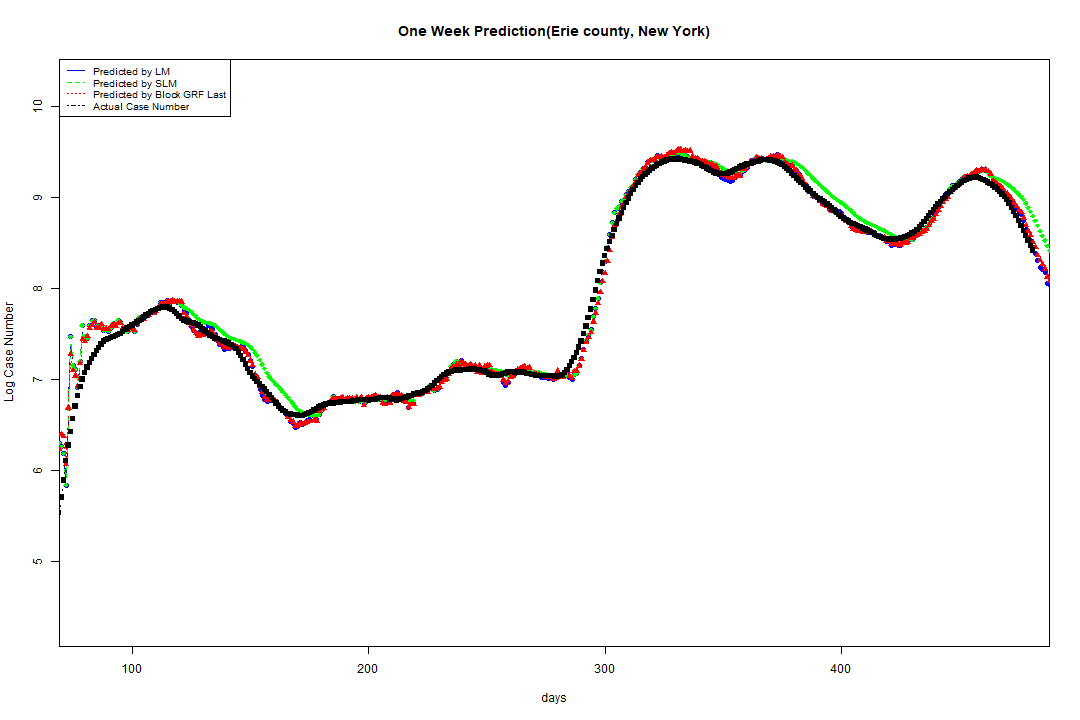 One Week Prediction(Erie county, New York)
Predicted by LM
Predicted by SLM
Predicted by Block GRF Last
Actual Case Number
10
9
8
7
6
5
Log Case Number
100
200
300
400
days